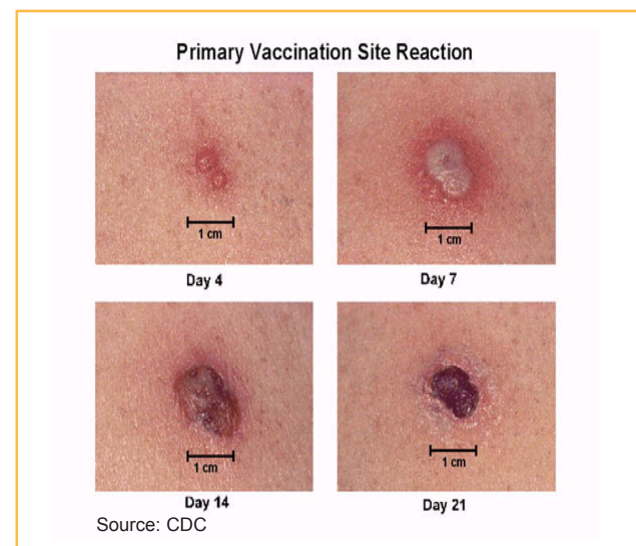 Primary Vaccination Site Reaction
1 cm
1 cm
Day 4
Day 7
1 cm
1 cm
Day 14
Day 21
Source: CDC